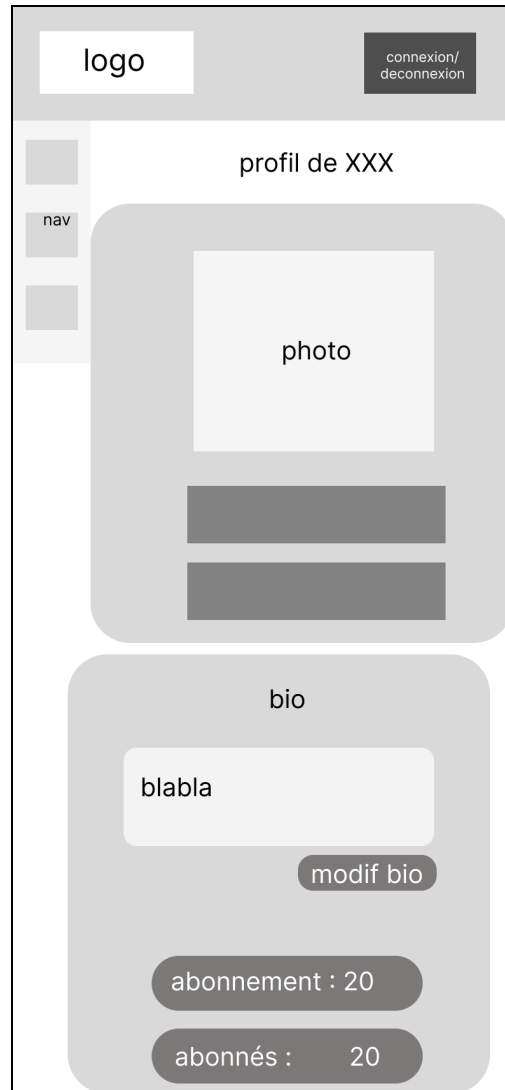 logo
connexion/
deconnexion
profil de XXX
nav
photo
bio
blabla
modif bio
abonnement : 20
abonnés : 20